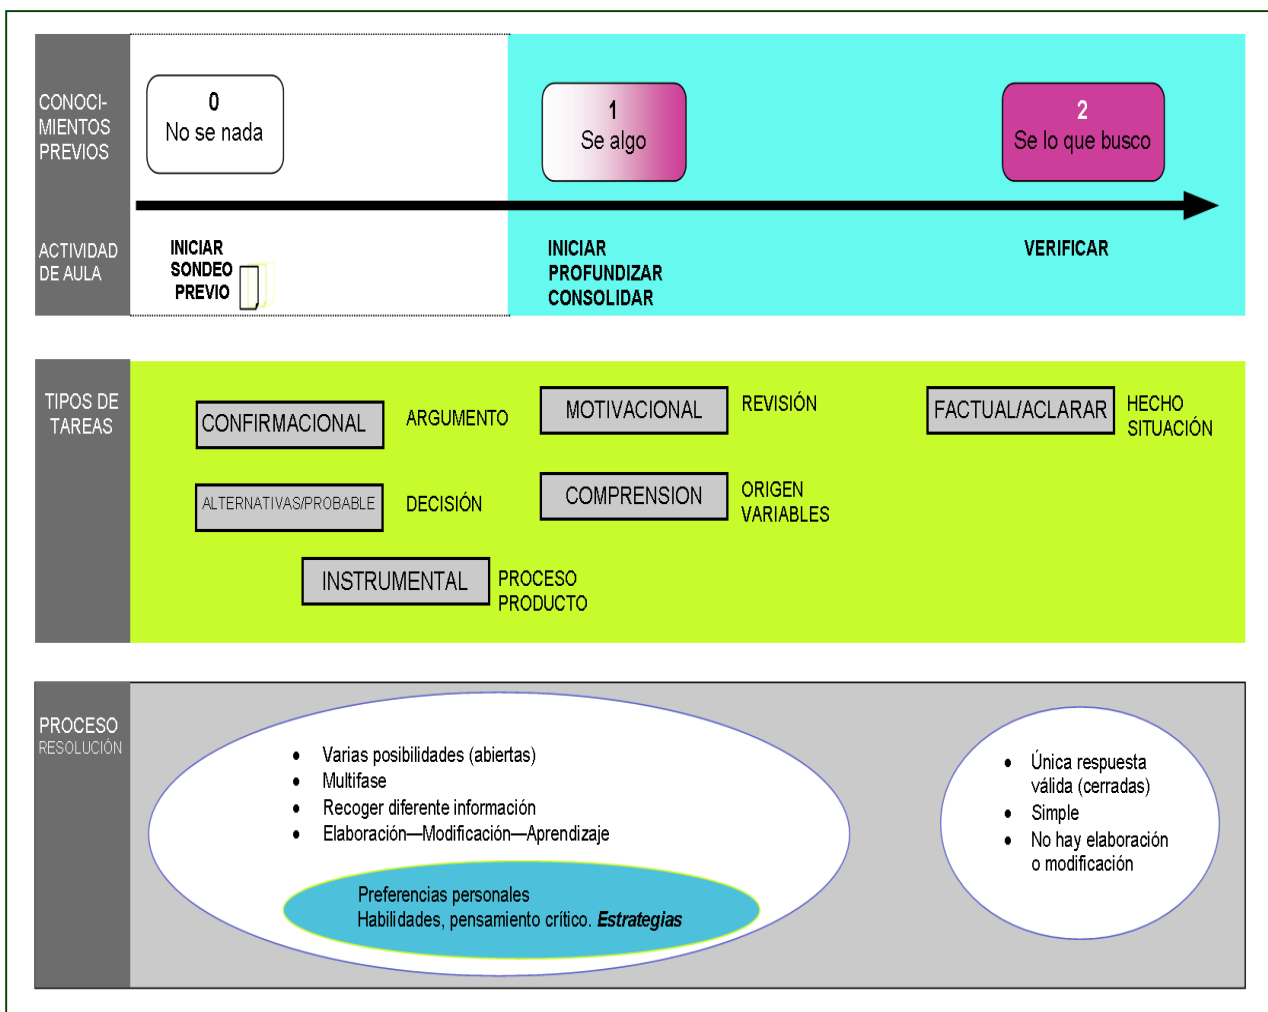 CONOCI-
MIENTOS
PREVIOS
0
No se nada
1
Se algo
2
Se lo que busco
ACTIVIDAD
DE AULA
INICIAR
SONDEO
PREVIO
INICIAR
PROFUNDIZAR
CONSOLIDAR
VERIFICAR
TIPOS DE
TAREAS
CONFIRMACIONAL
ARGUMENTO
MOTIVACIONAL
REVISIÓN
FACTUAL/ACLARAR
HECHO
SITUACIÓN
ALTERNATIVAS/PROBABLE
DECISIÓN
COMPRENSION
ORIGEN
VARIABLES
INSTRUMENTAL
PROCESO
PRODUCTO
PROCESO
RESOLUCIÓN
• Varias posibilidades (abiertas)
• Multifase
• Recoger diferente información
• Elaboración—Modificación—Aprendizaje
Preferencias personales
Habilidades, pensamiento crítico. Estrategias
• Única respuesta
válida (cerradas)
• Simple
• No hay elaboración
o modificación